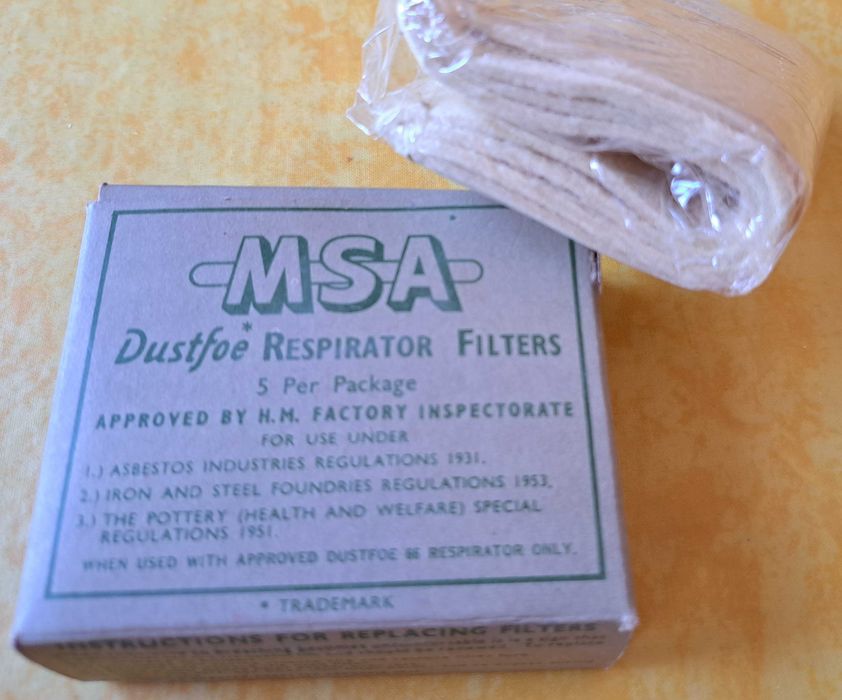 MSA
Dustfoe* RESPIRATOR FILTERS
5 Per Package
APPROVED BY H.M. FACTORY INSPECTORATE
FOR USE UNDER
1.) ASBESTOS INDUSTRIES REGULATIONS 1931.
2.) IRON AND STEEL FOUNDRIES REGULATIONS 1953.
3.) THE POTTERY (HEALTH AND WELFARE) SPECIAL
REGULATIONS 1951.
WHEN USED WITH APPROVED DUSTFOE 66 RESPIRATOR ONLY.
* TRADEMARK
INSTRUCTIONS FOR REPLACING FILTERS